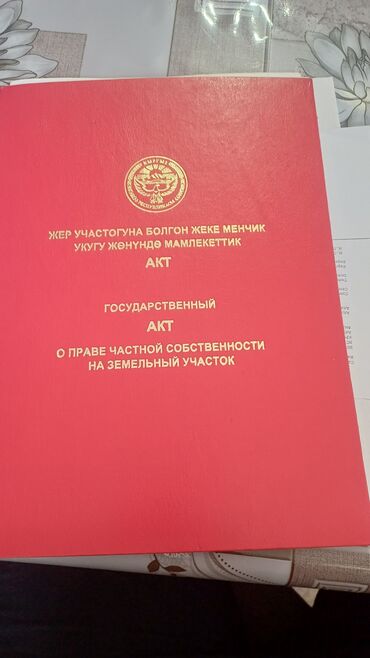 ЖЕР УЧАСТОГУНА БОЛГОН ЖЕКЕ МЕНЧИК
УКУГУ ЖӨНҮНДӨ МАМЛЕКЕТТИК
АКТ
ГОСУДАРСТВЕННЫЙ
АКТ
О ПРАВЕ ЧАСТНОЙ СОБСТВЕННОСТИ
НА ЗЕМЕЛЬНЫЙ УЧАСТОК